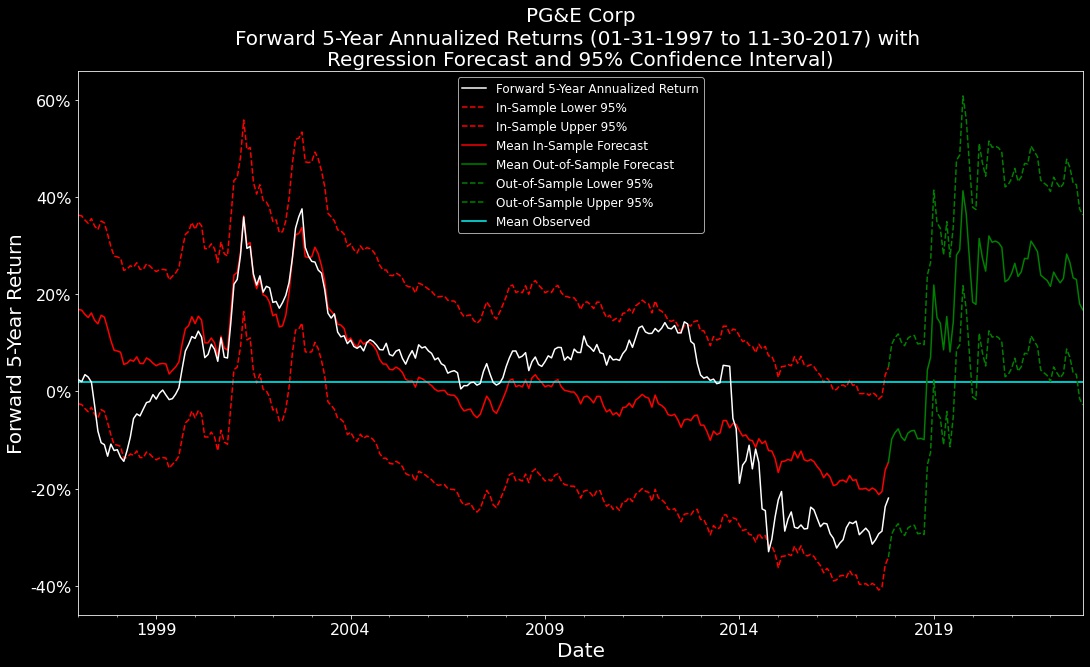 PG&E Corp
Forward 5-Year Annualized Returns (01-31-1997 to 11-30-2017) with
Regression Forecast and 95% Confidence Interval)
Forward 5-Year Annualized Return
In-Sample Lower 95%
In-Sample Upper 95%
Mean In-Sample Forecast
Mean Out-of-Sample Forecast
Out-of-Sample Lower 95%
Out-of-Sample Upper 95%
Mean Observed
Forward 5-Year Return
60%
40%
20%
0%
-20%
-40%
1999
2004
2009
2014
2019
Date